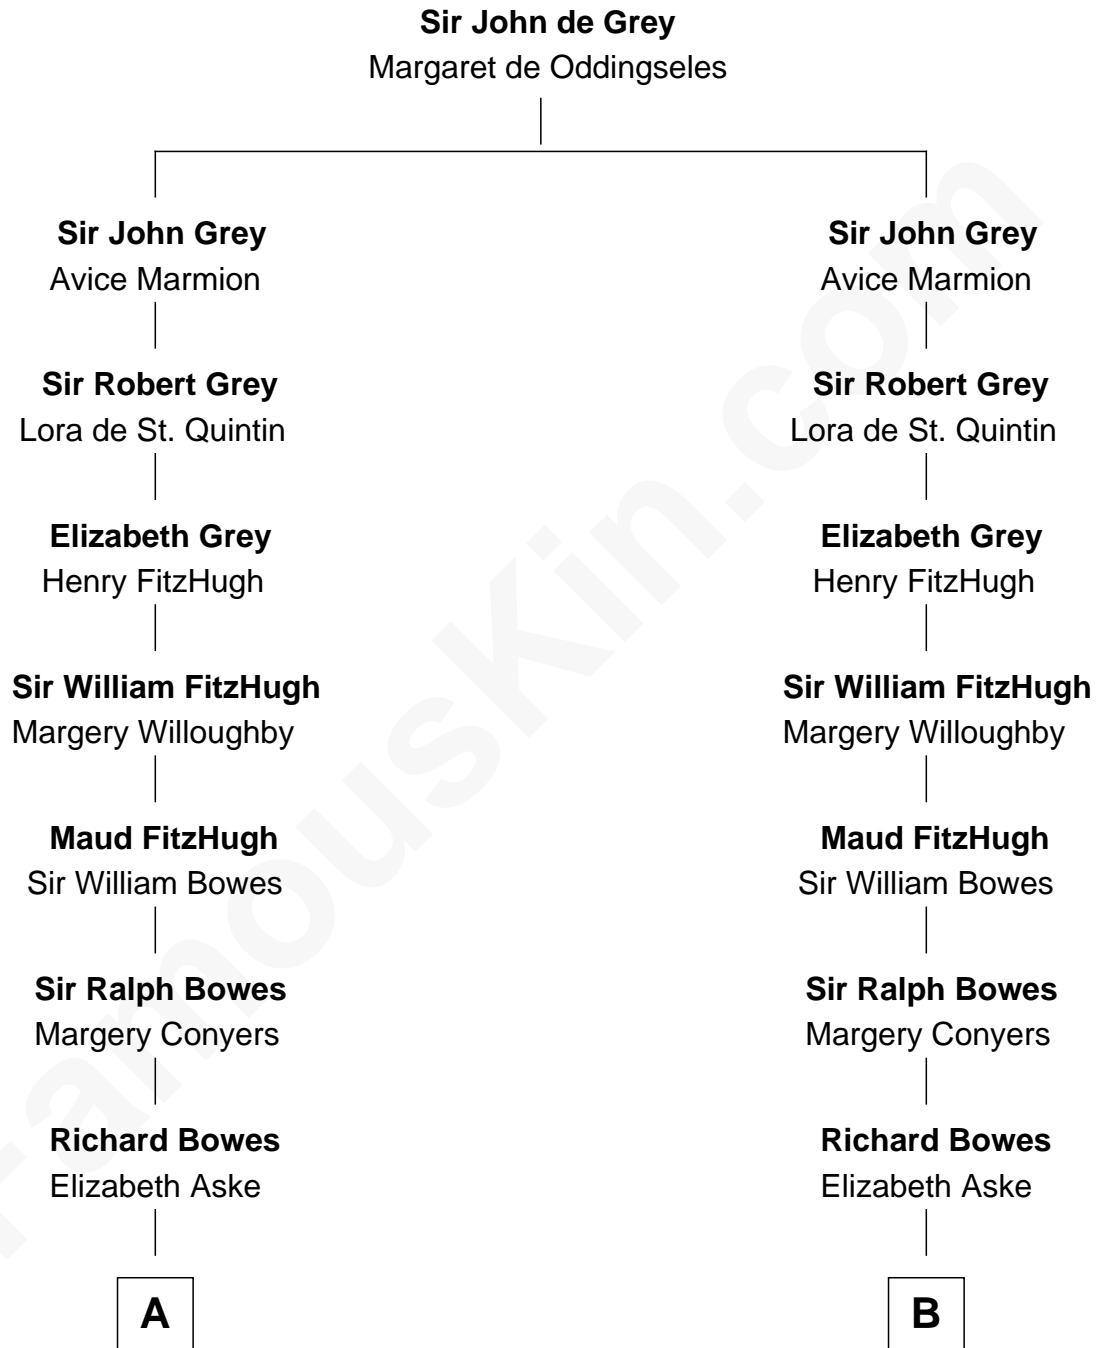 Sir John de Grey
Margaret de Oddingseles
Sir John Grey
Avice Marmion
Sir John Grey
Avice Marmion
Sir Robert Grey
Lora de St. Quintin
Sir Robert Grey
Lora de St. Quintin
Elizabeth Grey
Henry FitzHugh
Elizabeth Grey
Henry FitzHugh
Sir William FitzHugh
Margery Willoughby
Sir William FitzHugh
Margery Willoughby
Maud FitzHugh
Sir William Bowes
Maud FitzHugh
Sir William Bowes
Sir Ralph Bowes
Margery Conyers
Sir Ralph Bowes
Margery Conyers
Richard Bowes
Elizabeth Aske
Richard Bowes
Elizabeth Aske
A
B
FamousKin.com